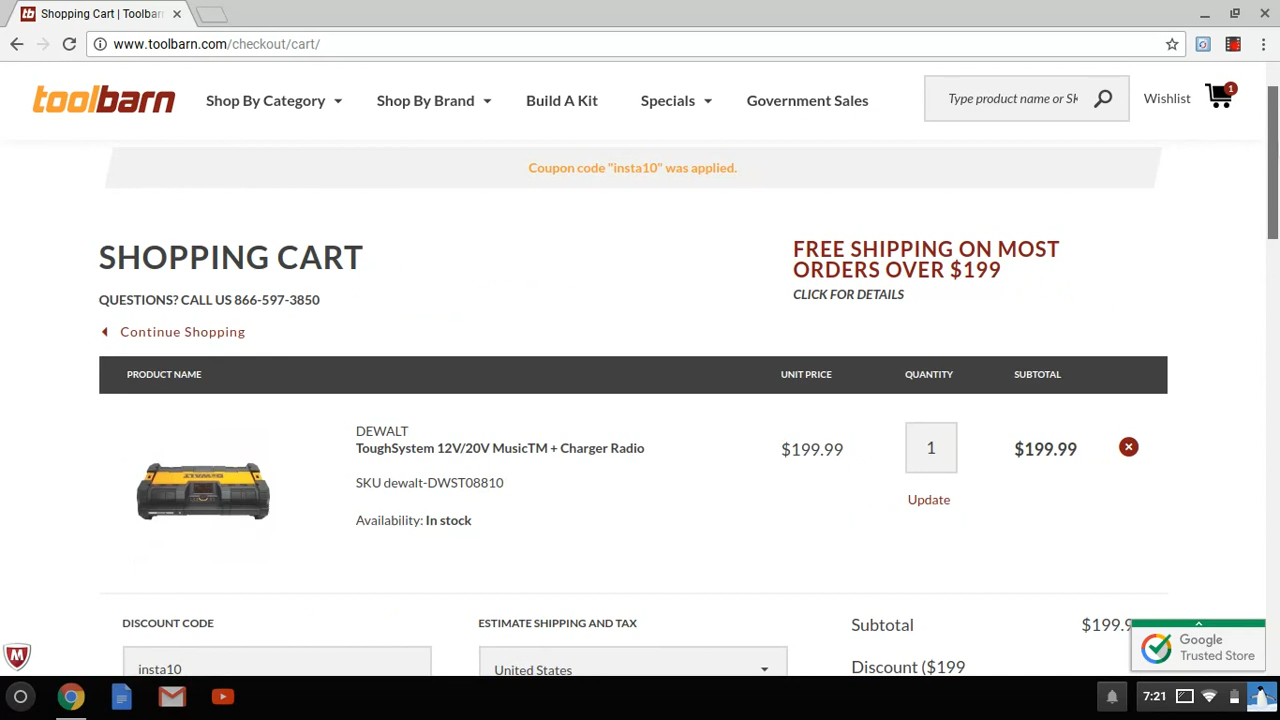 Shopping Cart | Toolbarn
www.toolbarn.com/checkout/cart/
toolbarn
Shop By Category
Shop By Brand
Build A Kit
Specials
Government Sales
Type product name or SK
Wishlist
1
Coupon code "insta10" was applied.
SHOPPING CART
FREE SHIPPING ON MOST
ORDERS OVER $199
CLICK FOR DETAILS
QUESTIONS? CALL US 866-597-3850
Continue Shopping
PRODUCT NAME
UNIT PRICE
QUANTITY
SUBTOTAL
DEWALT
ToughSystem 12V/20V MusicTM + Charger Radio
$199.99
1
$199.99
SKU dewalt-DWST08810
Update
Availability: In stock
DISCOUNT CODE
ESTIMATE SHIPPING AND TAX
Subtotal
$199.9
insta10
United States
Discount ($199
Google
Trusted Store
7:21